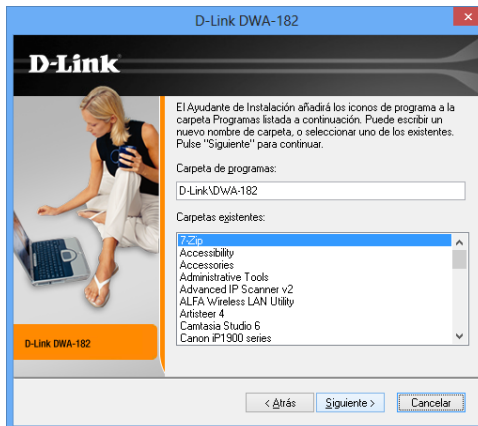 D-Link DWA-182
D-Link
El Ayudante de Instalación añadirá los iconos de programa a la
carpeta Programas listada a continuación. Puede escribir un
nuevo nombre de carpeta, o seleccionar uno de los existentes.
Pulse "Siguiente" para continuar.
Carpeta de programas:
D-Link\DWA-182
Carpetas existentes:
7-Zip
Accessibility
Accessories
Administrative Tools
Advanced IP Scanner v2
ALFA Wireless LAN Utility
Artisteer 4
Camtasia Studio 6
Canon iP1900 series
D-Link DWA-182
< Atrás
Siguiente >
Cancelar